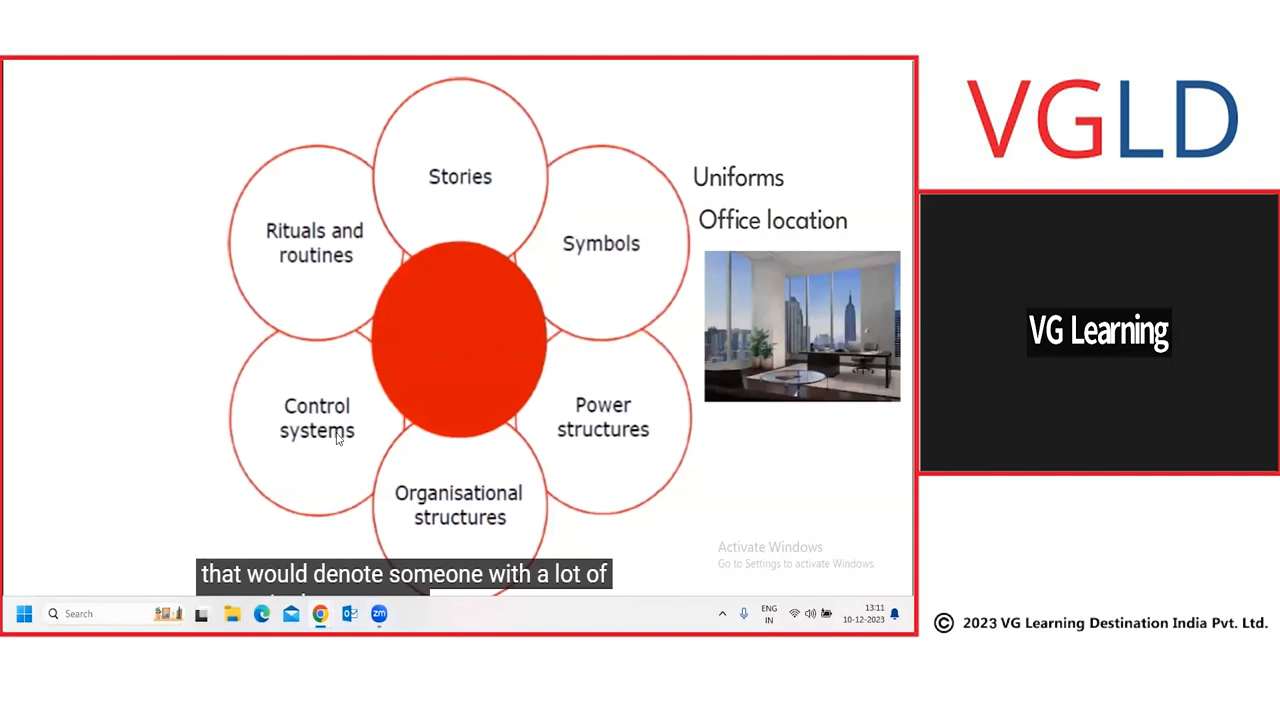 VGLD
Stories
Uniforms
Office location
Rituals and
routines
Symbols
VG Learning
Control
systems
Power
structures
Organisational
structures
Activate Windows
Go to Settings to activate Windows.
that would denote someone with a lot of
Search
zm
ENG
IN
13:11
10-12-2023
© 2023 VG Learning Destination India Pvt. Ltd.